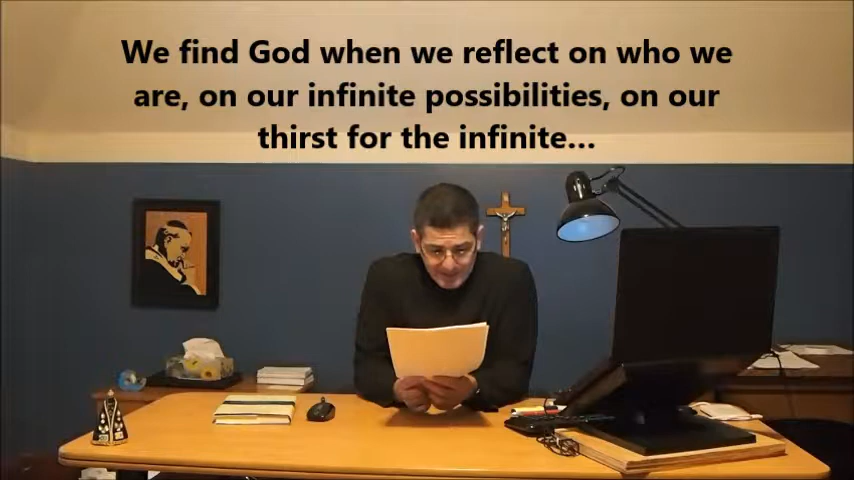 We find God when we reflect on who we
are, on our infinite possibilities, on our
thirst for the infinite...